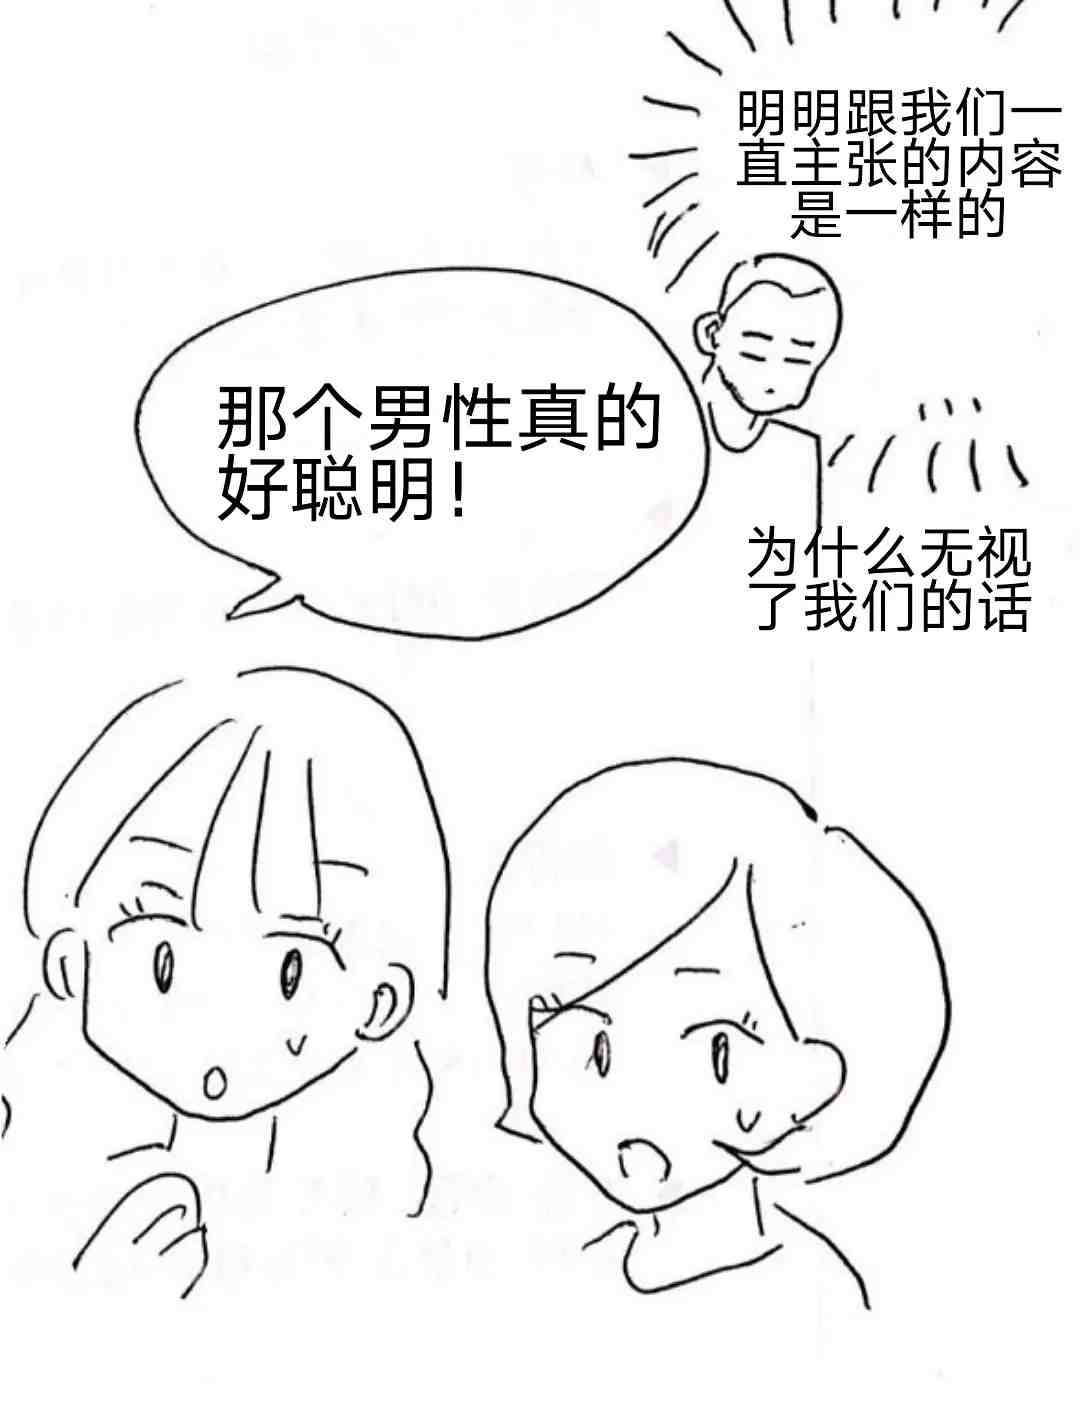 明明跟我们一
直主张的内容
是一样的
那个男性真的
好聪明！
为什么无视
了我们的话